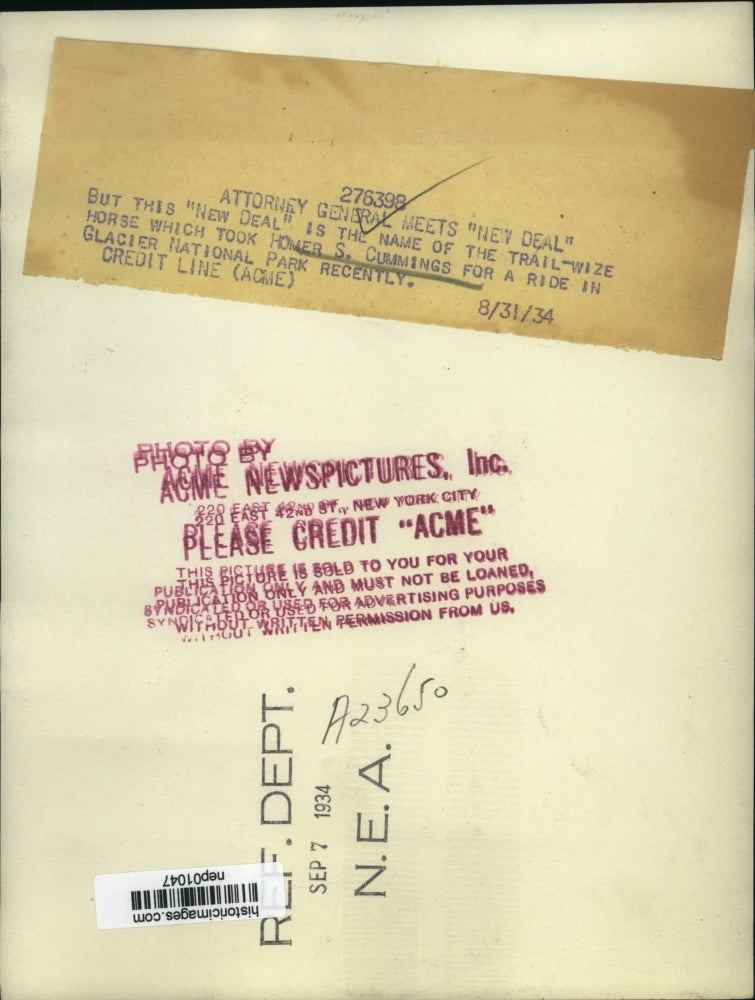 276398
ATTORNEY GENERAL MEETS "NEW DEAL"
BUT THIS "NEW DEAL" IS THE NAME OF THE TRAIL-WIZE
HORSE WHICH TOOK HOMER S. CUMMINGS FOR A RIDE IN
GLACIER NATIONAL PARK RECENTLY.
CREDIT LINE (ACME)
8/31/34
PHOTO BY
ACME NEWSPICTURES, Inc.
220 EAST 42ND ST., NEW YORK CITY
PLEASE CREDIT "ACME"
THIS PICTURE IS SOLD TO YOU FOR YOUR
PUBLICATION ONLY AND MUST NOT BE LOANED,
SYNDICATED OR USED FOR ADVERTISING PURPOSES
WITHOUT WRITTEN PERMISSION FROM US.
A23650
REF. DEPT.
SEP 7 1934
N.E.A.
historicimages.com
nep01047